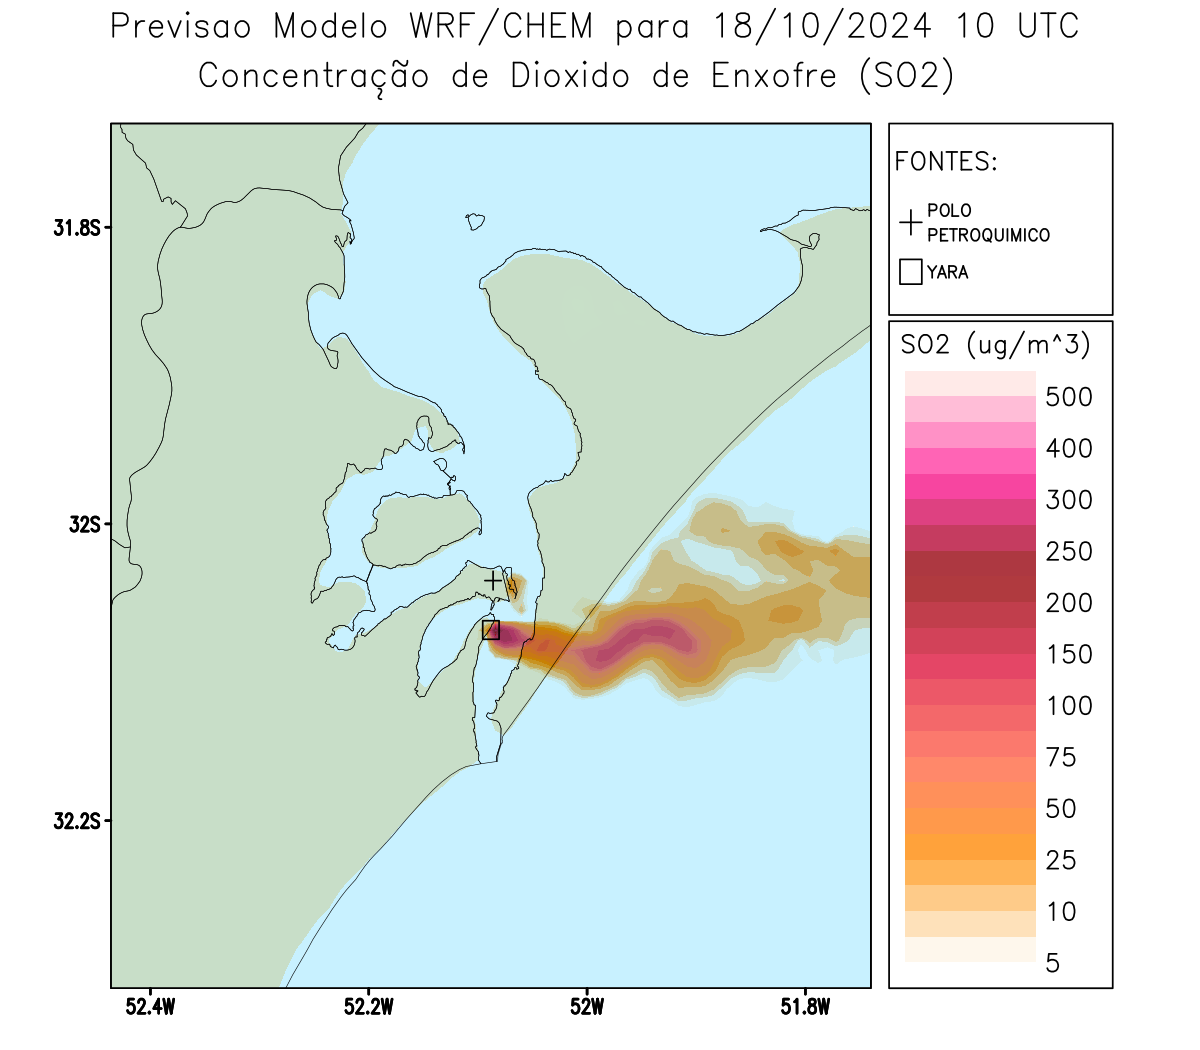 Previsao Modelo WRF/CHEM para 18/10/2024 10 UTC
Concentração de Dioxido de Enxofre (SO2)
FONTES:
POLO
PETROQUIMICO
YARA
SO2 (ug/m^3)
500
400
300
250
200
150
100
75
50
25
10
5
31.8S
32S
32.2S
52.4W
52.2W
52W
51.8W